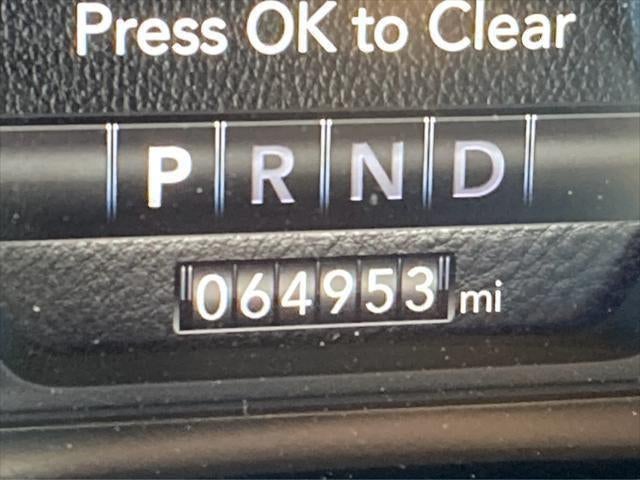 Press OK to Clear
P R N D
064953 mi